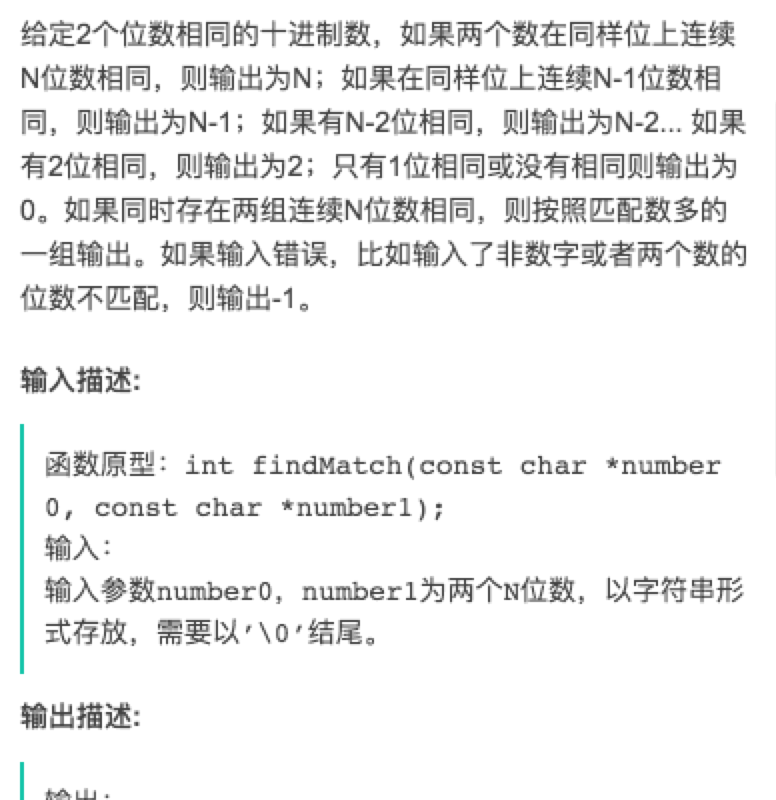 给定2个位数相同的十进制数，如果两个数在同样位上连续
N位数相同，则输出为N；如果在同样位上连续N-1位数相
同，则输出为N-1；如果有N-2位相同，则输出为N-2... 如果
有2位相同，则输出为2；只有1位相同或没有相同则输出为
0。如果同时存在两组连续N位数相同，则按照匹配数多的
一组输出。如果输入错误，比如输入了非数字或者两个数的
位数不匹配，则输出-1。
输入描述:
函数原型：int findMatch(const char *number
0, const char *number1);
输入：
输入参数number0，number1为两个N位数，以字符串形
式存放，需要以'\0'结尾。
输出描述:
输出：